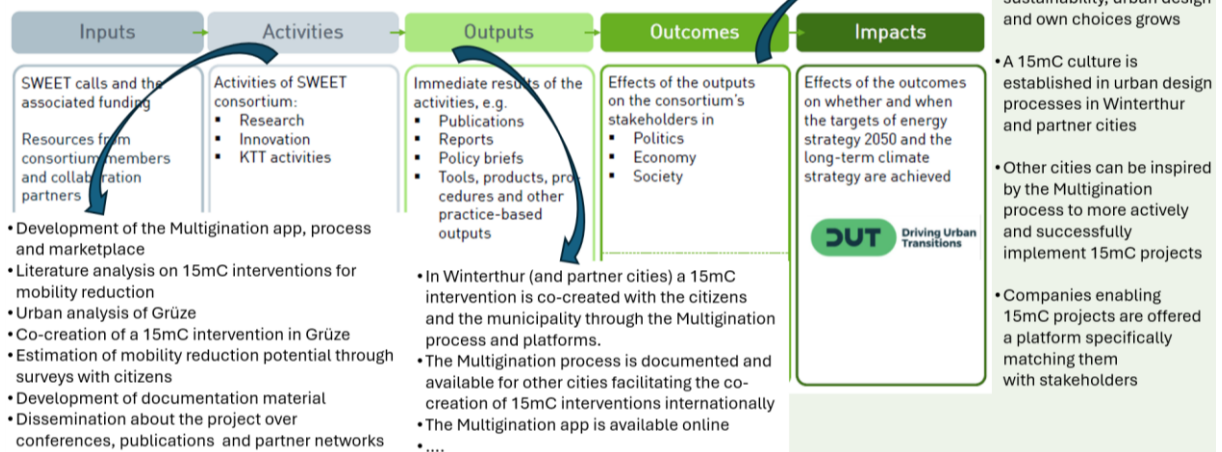 Inputs
Activities
Outputs
Outcomes
Impacts
SWEET calls and the
associated funding
Resources from
consortium members
and collaboration
partners
Activities of SWEET
consortium:
▪ Research
▪ Innovation
▪ KTT activities
Immediate results of the
activities, e.g.
▪ Publications
▪ Reports
▪ Policy briefs
▪ Tools, products, pro-
cedures and other
practice-based
outputs
Effects of the outputs
on the consortium's
stakeholders in
▪ Politics
▪ Economy
▪ Society
Effects of the outcomes
on whether and when
the targets of energy
strategy 2050 and the
long-term climate
strategy are achieved
DUT Driving Urban
Transitions
• Development of the Multigination app, process
and marketplace
• Literature analysis on 15mC interventions for
mobility reduction
• Urban analysis of Grüze
• Co-creation of a 15mC intervention in Grüze
• Estimation of mobility reduction potential through
surveys with citizens
• Development of documentation material
• Dissemination about the project over
conferences, publications and partner networks
• In Winterthur (and partner cities) a 15mC
intervention is co-created with the citizens
and the municipality through the Multigination
process and platforms.
• The Multigination process is documented and
available for other cities facilitating the co-
creation of 15mC interventions internationally
• The Multigination app is available online
• ....
sustainability, urban design
and own choices grows
• A 15mC culture is
established in urban design
processes in Winterthur
and partner cities
• Other cities can be inspired
by the Multigination
process to more actively
and successfully
implement 15mC projects
• Companies enabling
15mC projects are offered
a platform specifically
matching them
with stakeholders